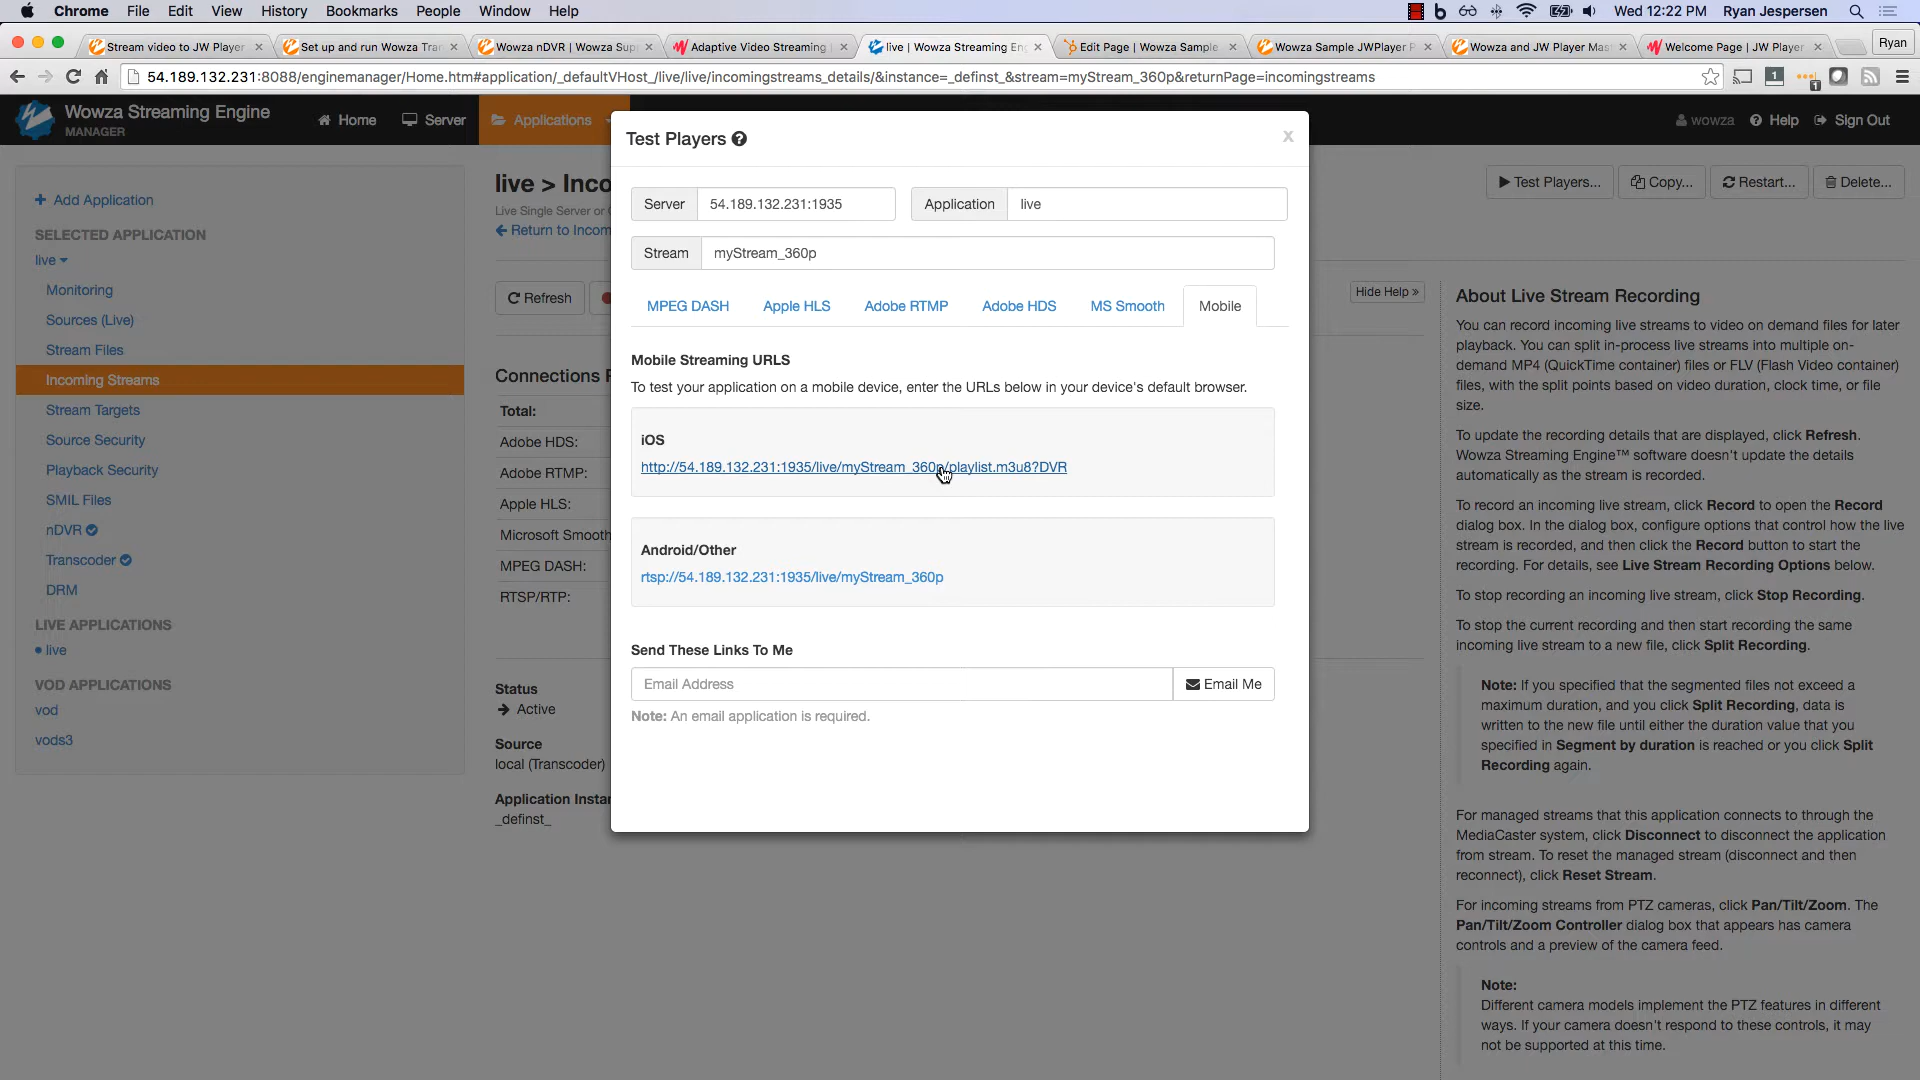 Chrome File Edit View History Bookmarks People Window Help
Wed 12:22 PM Ryan Jespersen
Stream video to JW Player
Set up and run Wowza Tra
Wowza nDVR | Wowza Sup
Adaptive Video Streaming
live | Wowza Streaming En
Edit Page | Wowza Sample
Wowza Sample JWPlayer P
Wowza and JW Player Mas
Welcome Page | JW Player
Ryan
54.189.132.231:8088/enginemanager/Home.htm#application/_defaultVHost_/live/live/incomingstreams_details/&instance=_definst_&stream=myStream_360p&returnPage=incomingstreams
1
1
Wowza Streaming Engine
MANAGER
Home
Server
Applications
wowza
Help
Sign Out
Add Application
SELECTED APPLICATION
live
Monitoring
Sources (Live)
Stream Files
Incoming Streams
Stream Targets
Source Security
Playback Security
SMIL Files
nDVR
Transcoder
DRM
LIVE APPLICATIONS
live
VOD APPLICATIONS
vod
vods3
live > Inco
Live Single Server or
Return to Incom
Refresh
Connections
Total:
Adobe HDS:
Adobe RTMP:
Apple HLS:
Microsoft Smooth
MPEG DASH:
RTSP/RTP:
Status
Active
Source
local (Transcoder)
Application Insta
_definst_
Test Players
x
Server 54.189.132.231:1935
Application live
Stream myStream_360p
MPEG DASH
Apple HLS
Adobe RTMP
Adobe HDS
MS Smooth
Mobile
Mobile Streaming URLS
To test your application on a mobile device, enter the URLs below in your device's default browser.
iOS
http://54.189.132.231:1935/live/myStream_360p/playlist.m3u8?DVR
Android/Other
rtsp://54.189.132.231:1935/live/myStream_360p
Send These Links To Me
Email Address
Email Me
Note: An email application is required.
Test Players...
Copy...
Restart...
Delete...
Hide Help »
About Live Stream Recording
You can record incoming live streams to video on demand files for later
playback. You can split in-process live streams into multiple on-
demand MP4 (QuickTime container) files or FLV (Flash Video container)
files, with the split points based on video duration, clock time, or file
size.
To update the recording details that are displayed, click Refresh.
Wowza Streaming Engine™ software doesn't update the details
automatically as the stream is recorded.
To record an incoming live stream, click Record to open the Record
dialog box. In the dialog box, configure options that control how the live
stream is recorded, and then click the Record button to start the
recording. For details, see Live Stream Recording Options below.
To stop recording an incoming live stream, click Stop Recording.
To stop the current recording and then start recording the same
incoming live stream to a new file, click Split Recording.
Note: If you specified that the segmented files not exceed a
maximum duration, and you click Split Recording, data is
written to the new file until either the duration value that you
specified in Segment by duration is reached or you click Split
Recording again.
For managed streams that this application connects to through the
MediaCaster system, click Disconnect to disconnect the application
from stream. To reset the managed stream (disconnect and then
reconnect), click Reset Stream.
For incoming streams from PTZ cameras, click Pan/Tilt/Zoom. The
Pan/Tilt/Zoom Controller dialog box that appears has camera
controls and a preview of the camera feed.
Note:
Different camera models implement the PTZ features in different
ways. If your camera doesn't respond to these controls, it may
not be supported at this time.